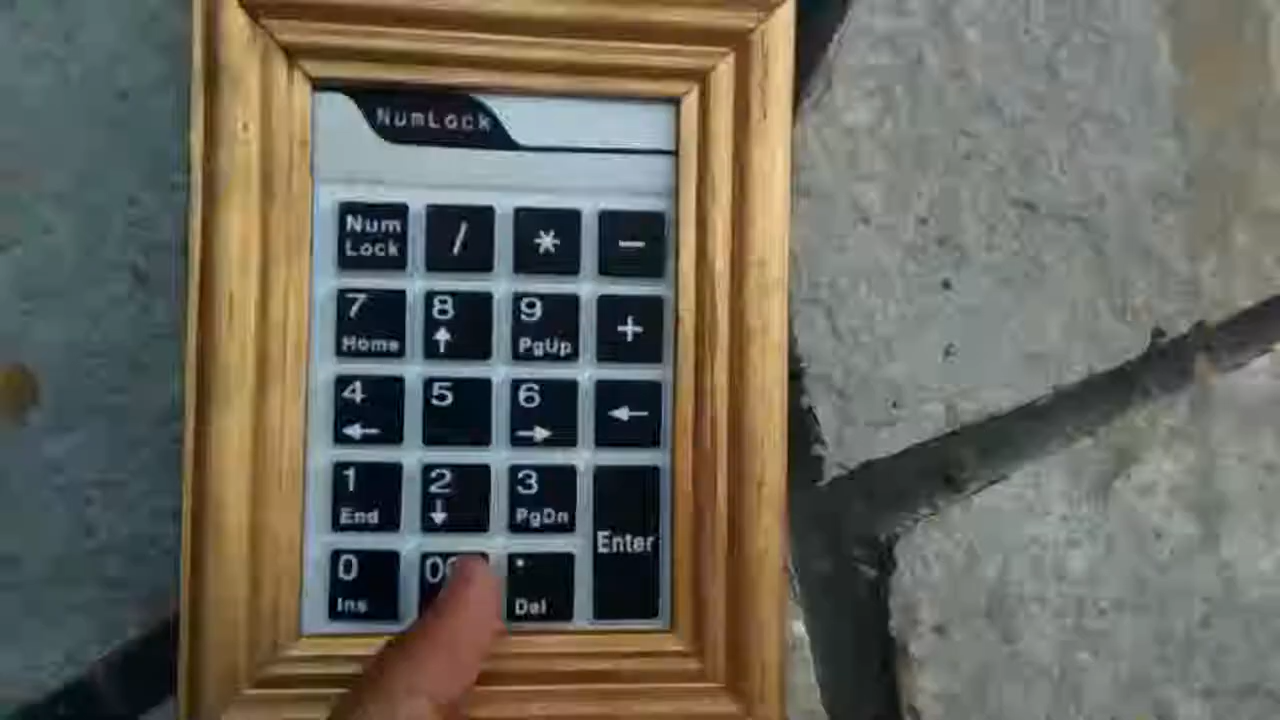 NumLock
Num Lock / * -
7 Home 8 ↑ 9 PgUp +
4 ← 5 6 → ←
1 End 2 ↓ 3 PgDn
Enter
0 Ins . Del